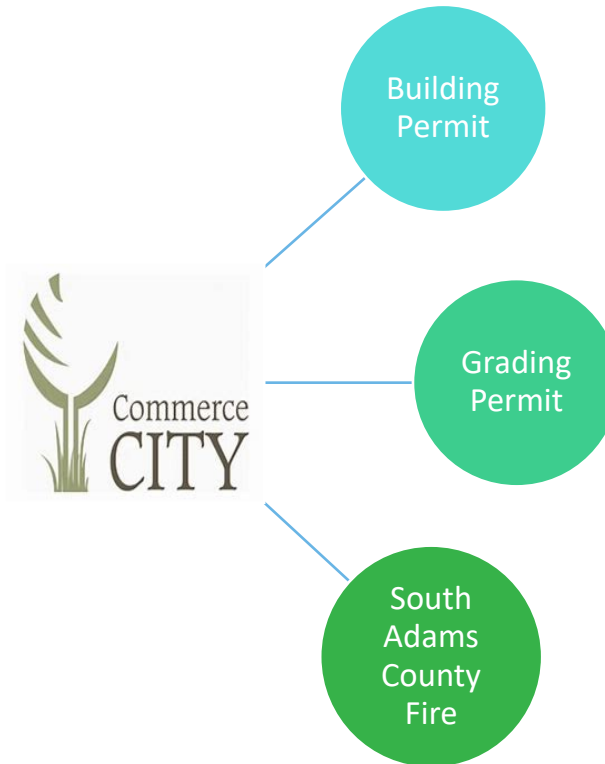 Building
Permit
Commerce
CITY
Grading
Permit
South
Adams
County
Fire